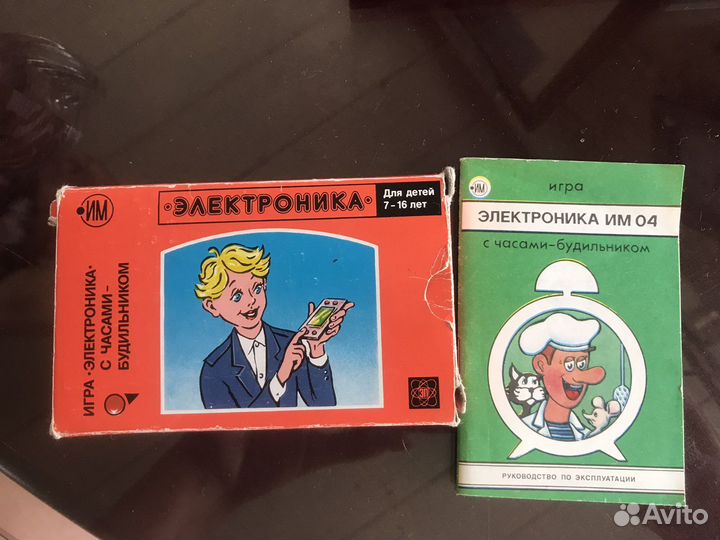 ИМ
ИГРА •ЭЛЕКТРОНИКА•
С ЧАСАМИ-
БУДИЛЬНИКОМ
•ЭЛЕКТРОНИКА•
Для детей
7-16 лет
ЭП
ИМ
игра
ЭЛЕКТРОНИКА ИМ 04
с часами-будильником
РУКОВОДСТВО ПО ЭКСПЛУАТАЦИИ
Avito